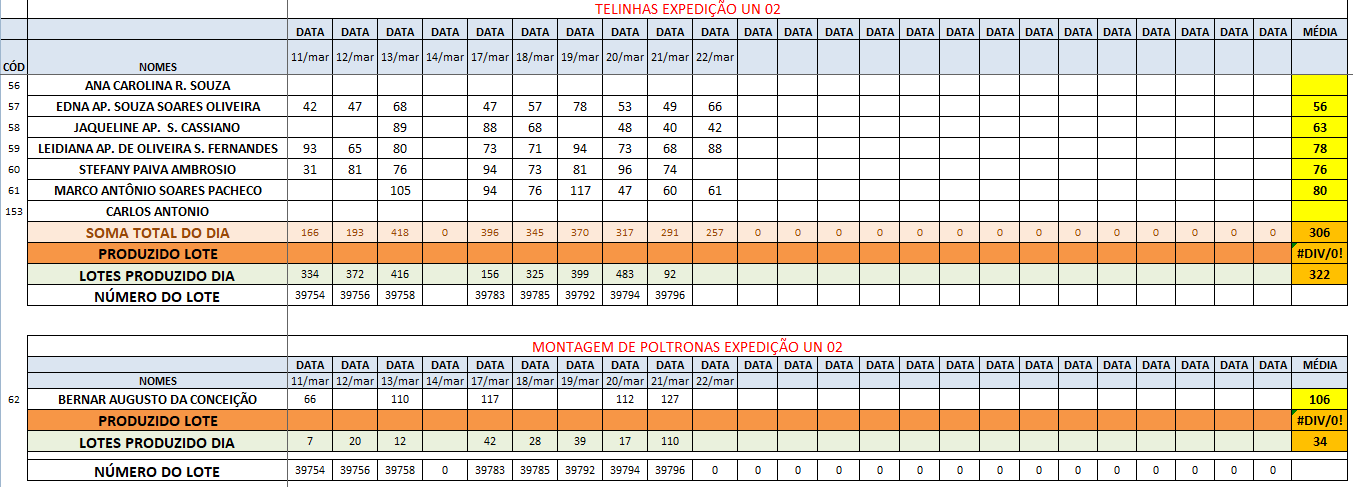 TELINHAS EXPEDIÇÃO UN 02
DATA DATA DATA DATA DATA DATA DATA DATA DATA DATA DATA DATA DATA DATA DATA DATA DATA DATA DATA DATA DATA DATA MÉDIA
CÓD NOMES 11/mar 12/mar 13/mar 14/mar 17/mar 18/mar 19/mar 20/mar 21/mar 22/mar
56 ANA CAROLINA R. SOUZA
57 EDNA AP. SOUZA SOARES OLIVEIRA 42 47 68 47 57 78 53 49 66 56
58 JAQUELINE AP. S. CASSIANO 89 88 68 48 40 42 63
59 LEIDIANA AP. DE OLIVEIRA S. FERNANDES 93 65 80 73 71 94 73 68 88 78
60 STEFANY PAIVA AMBROSIO 31 81 76 94 73 81 96 74 76
61 MARCO ANTÔNIO SOARES PACHECO 105 94 76 117 47 60 61 80
153 CARLOS ANTONIO
SOMA TOTAL DO DIA 166 193 418 0 396 345 370 317 291 257 0 0 0 0 0 0 0 0 0 0 0 0 306
PRODUZIDO LOTE #DIV/0!
LOTES PRODUZIDO DIA 334 372 416 156 325 399 483 92 322
NÚMERO DO LOTE 39754 39756 39758 39783 39785 39792 39794 39796
MONTAGEM DE POLTRONAS EXPEDIÇÃO UN 02
DATA DATA DATA DATA DATA DATA DATA DATA DATA DATA DATA DATA DATA DATA DATA DATA DATA DATA DATA DATA DATA DATA MÉDIA
NOMES 11/mar 12/mar 13/mar 14/mar 17/mar 18/mar 19/mar 20/mar 21/mar 22/mar
62 BERNAR AUGUSTO DA CONCEIÇÃO 66 110 117 112 127 106
PRODUZIDO LOTE #DIV/0!
LOTES PRODUZIDO DIA 7 20 12 42 28 39 17 110 34
NÚMERO DO LOTE 39754 39756 39758 0 39783 39785 39792 39794 39796 0 0 0 0 0 0 0 0 0 0 0 0 0